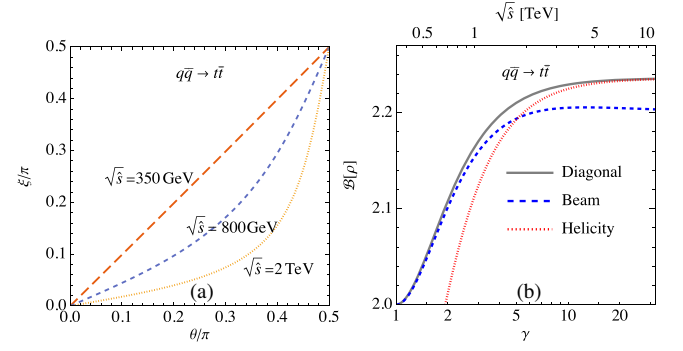 qq̅ → tt̅
√ŝ =350 GeV
√ŝ = 800 GeV
√ŝ =2 TeV
(a)
0.5
0.4
0.3
0.2
0.1
0.0
ξ/π
0.0 0.1 0.2 0.3 0.4 0.5
θ/π
√ŝ [TeV]
0.5 1 5 10
qq̅ → tt̅
2.2
2.1
2.0
ℬ[ρ]
Diagonal
Beam
Helicity
(b)
1 2 5 10 20
γ